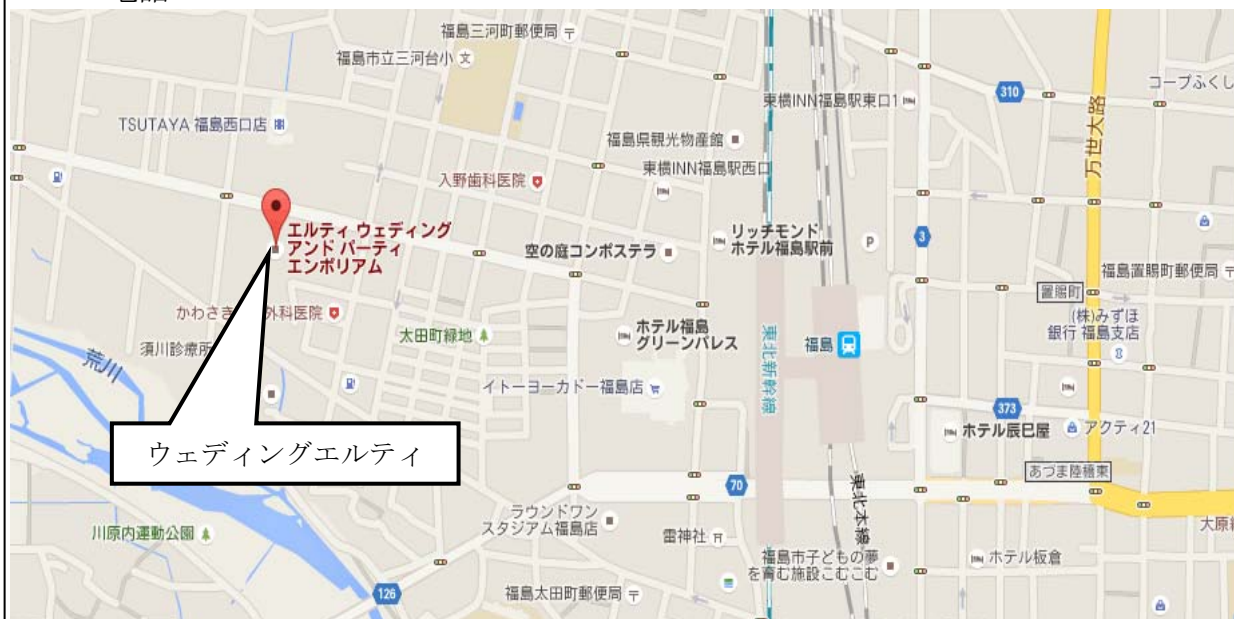 福島三河町郵便局
福島市立三河台小
文
東横INN福島駅東口1
310
コープふくし
万世大路
TSUTAYA 福島西口店
福島県観光物産館
東横INN福島駅西口
入野歯科医院
エルティ ウェディング
アンド パーティ
エンポリアム
空の庭コンポステラ
リッチモンド
ホテル福島駅前
P
3
福島置賜町郵便局
置賜町
(株)みずほ
銀行 福島支店
かわさき
外科医院
須川診療所
荒川
太田町緑地
ホテル福島
グリーンパレス
東北新幹線
福島
イトーヨーカドー福島店
373
ホテル辰巳屋
アクティ21
ウェディングエルティ
70
あづま陸橋東
東北本線
川原内運動公園
ラウンドワン
スタジアム福島店
雷神社
大原
福島市子どもの夢
を育む施設こむこむ
ホテル板倉
126
福島太田町郵便局